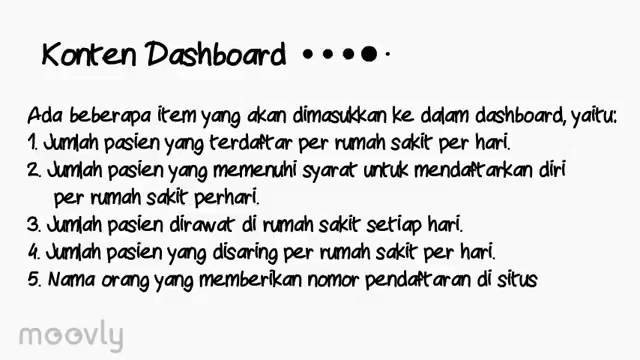 Konten Dashboard
Ada beberapa item yang akan dimasukkan ke dalam dashboard, yaitu:
1. Jumlah pasien yang terdaftar per rumah sakit per hari.
2. Jumlah pasien yang memenuhi syarat untuk mendaftarkan diri
per rumah sakit perhari.
3. Jumlah pasien dirawat di rumah sakit setiap hari.
4. Jumlah pasien yang disaring per rumah sakit per hari.
5. Nama orang yang memberikan nomor pendaftaran di situs
moovly